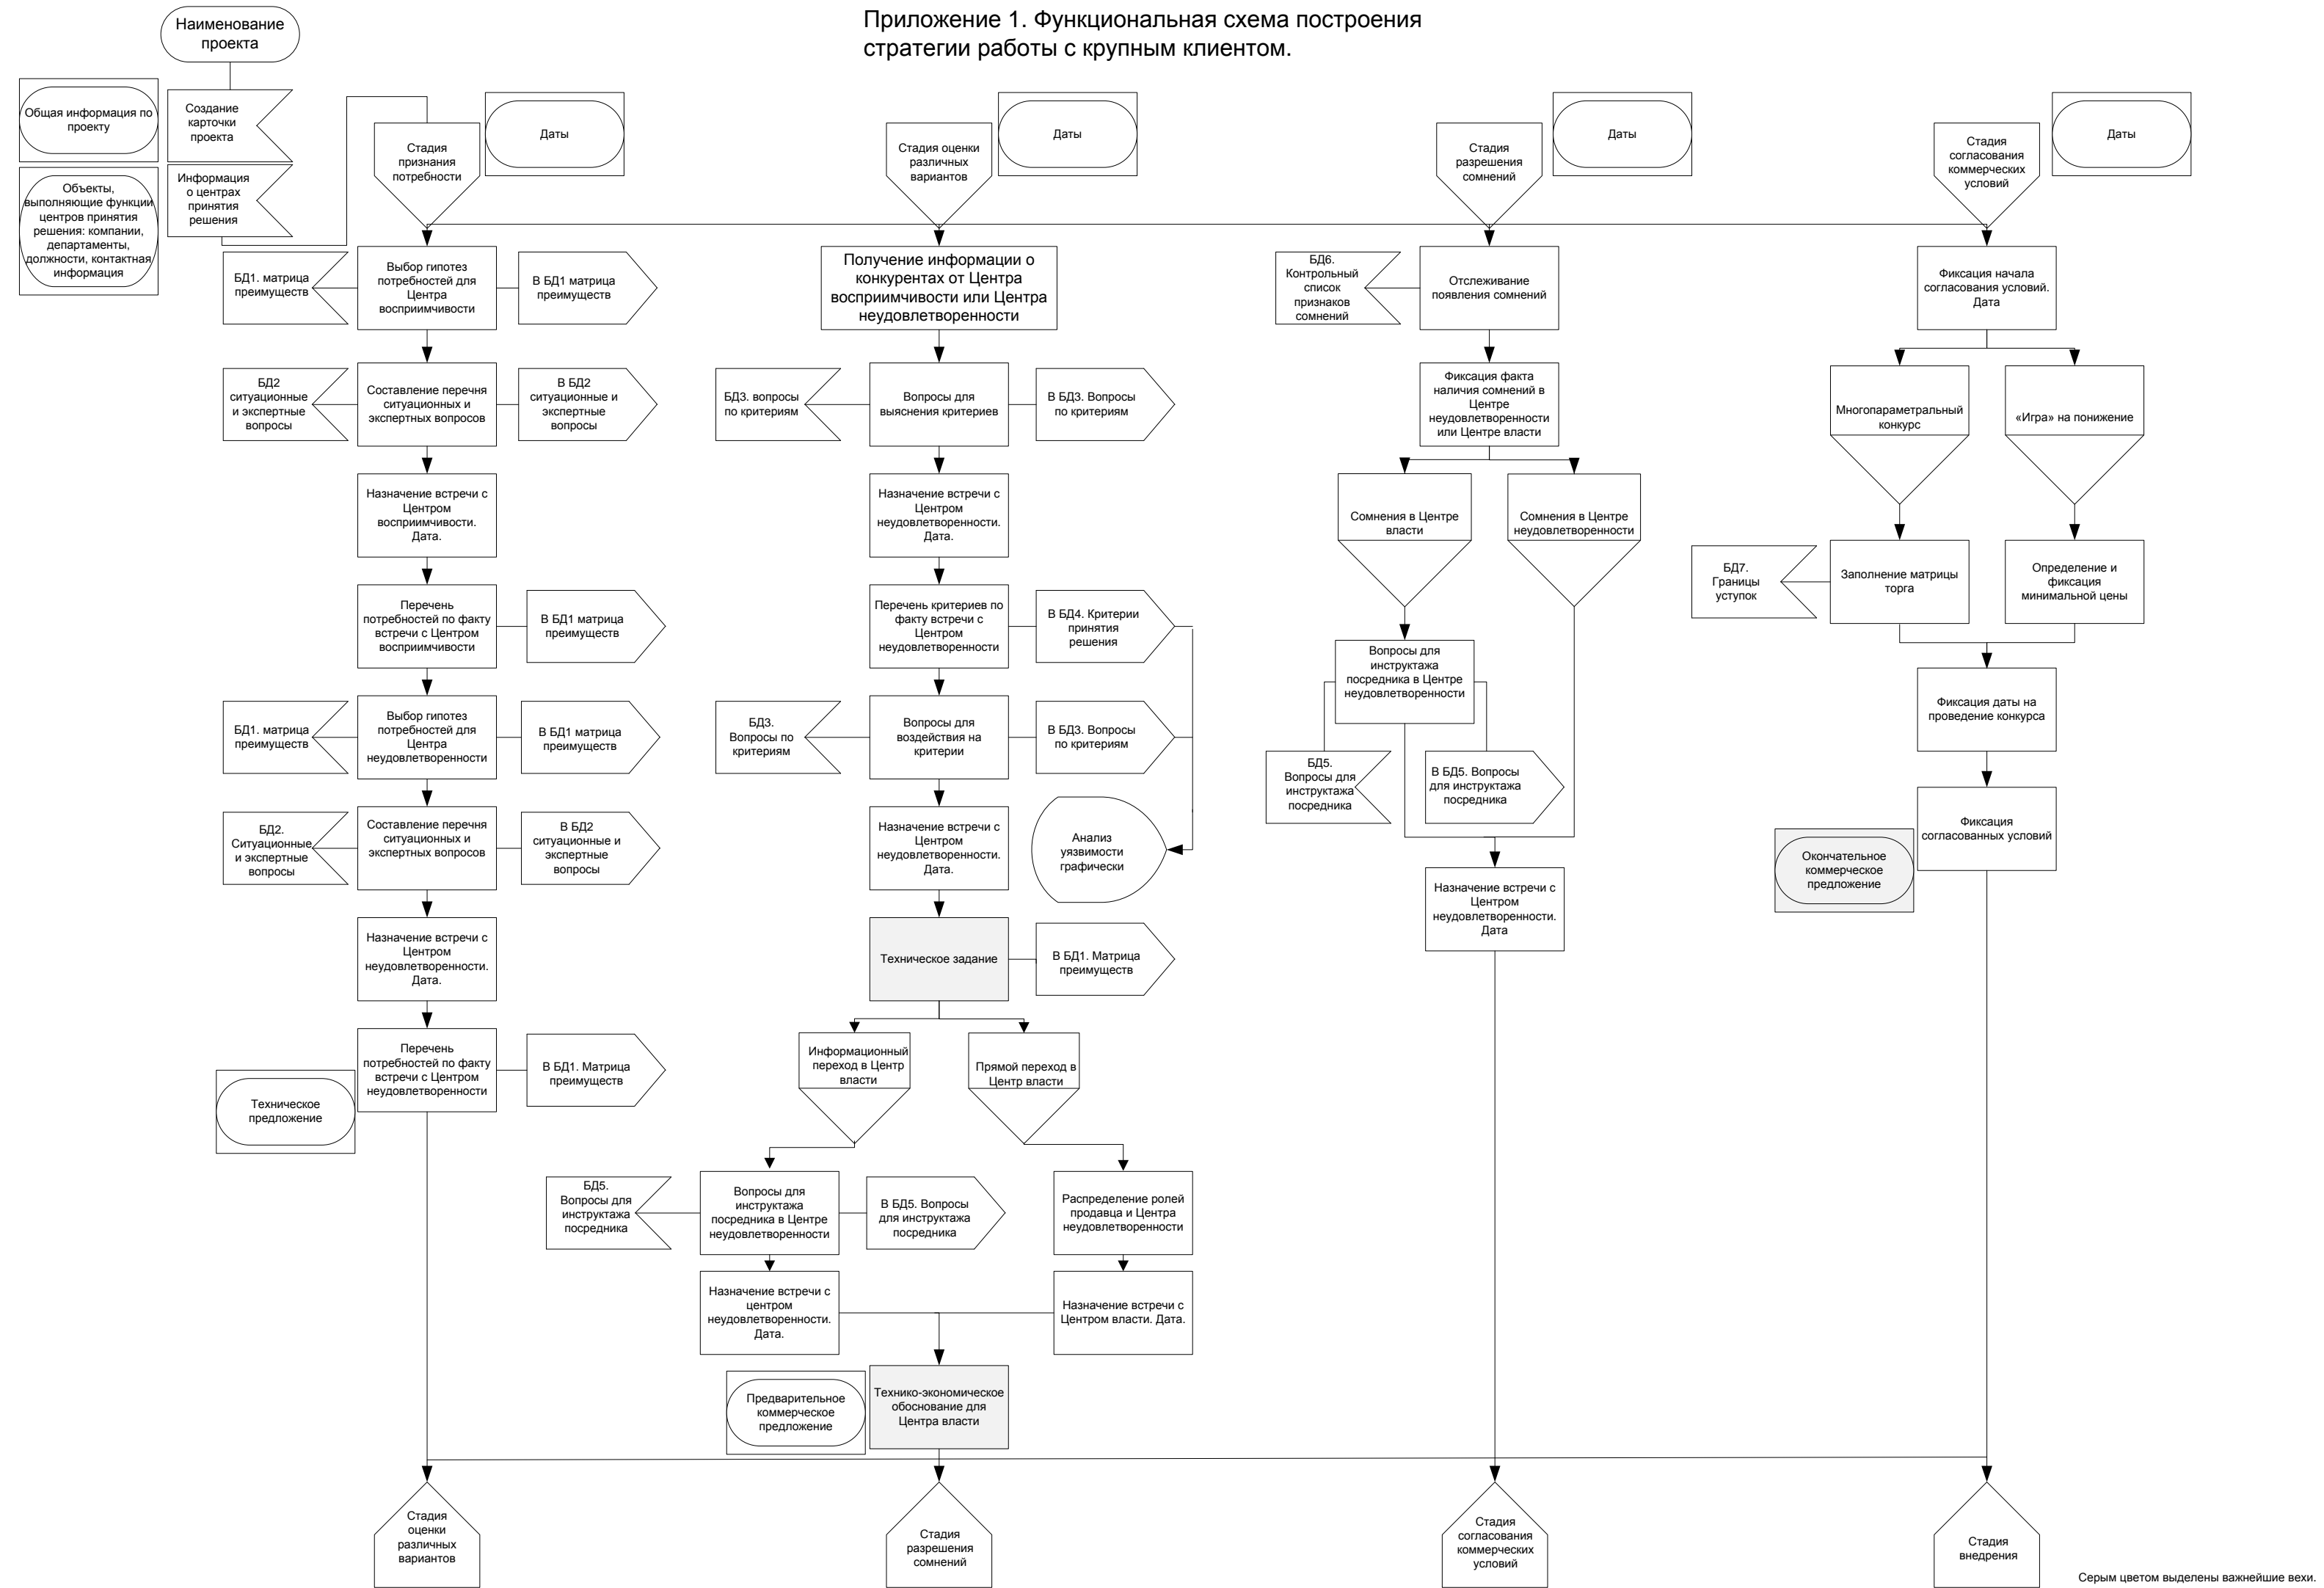 Приложение 1. Функциональная схема построения
стратегии работы с крупным клиентом.
Наименование
проекта
Общая информация по
проекту
Создание
карточки
проекта
Объекты,
выполняющие функции
центров принятия
решения: компании,
департаменты,
должности, контактная
информация
Информация
о центрах
принятия
решения
Стадия
признания
потребности
Даты
Стадия оценки
различных
вариантов
Даты
Стадия
разрешения
сомнений
Даты
Стадия
согласования
коммерческих
условий
Даты
БД1. матрица
преимуществ
Выбор гипотез
потребностей для
Центра
восприимчивости
В БД1 матрица
преимуществ
БД2
ситуационные
и экспертные
вопросы
Составление перечня
ситуационных и
экспертных вопросов
В БД2
ситуационные и
экспертные
вопросы
Назначение встречи с
Центром
восприимчивости.
Дата.
Перечень
потребностей по факту
встречи с Центром
восприимчивости
В БД1 матрица
преимуществ
БД1. матрица
преимуществ
Выбор гипотез
потребностей для
Центра
неудовлетворенности
В БД1 матрица
преимуществ
БД2.
Ситуационные
и экспертные
вопросы
Составление перечня
ситуационных и
экспертных вопросов
В БД2
ситуационные и
экспертные
вопросы
Назначение встречи с
Центром
неудовлетворенности.
Дата.
Перечень
потребностей по факту
встречи с Центром
неудовлетворенности
В БД1. Матрица
преимуществ
Техническое
предложение
Стадия
оценки
различных
вариантов
Получение информации о
конкурентах от Центра
восприимчивости или Центра
неудовлетворенности
БД3. вопросы
по критериям
Вопросы для
выяснения критериев
В БД3. Вопросы
по критериям
Назначение встречи с
Центром
неудовлетворенности.
Дата.
Перечень критериев по
факту встречи с
Центром
неудовлетворенности
В БД4. Критерии
принятия
решения
БД3.
Вопросы по
критериям
Вопросы для
воздействия на
критерии
В БД3. Вопросы
по критериям
Назначение встречи с
Центром
неудовлетворенности.
Дата.
Анализ
уязвимости
графически
Техническое задание
В БД1. Матрица
преимуществ
Информационный
переход в Центр
власти
Прямой переход в
Центр власти
БД5.
Вопросы для
инструктажа
посредника
Вопросы для
инструктажа
посредника в Центре
неудовлетворенности
В БД5. Вопросы
для инструктажа
посредника
Распределение ролей
продавца и Центра
неудовлетворенности
Назначение встречи с
центром
неудовлетворенности.
Дата.
Назначение встречи с
Центром власти. Дата.
Предварительное
коммерческое
предложение
Технико-экономическое
обоснование для
Центра власти
Стадия
разрешения
сомнений
БД6.
Контрольный
список
признаков
сомнений
Отслеживание
появления сомнений
Фиксация факта
наличия сомнений в
Центре
неудовлетворенности
или Центре власти
Сомнения в Центре
власти
Сомнения в Центре
неудовлетворенности
Вопросы для
инструктажа
посредника в Центре
неудовлетворенности
БД5.
Вопросы для
инструктажа
посредника
В БД5. Вопросы
для инструктажа
посредника
Назначение встречи с
Центром
неудовлетворенности.
Дата
Стадия
согласования
коммерческих
условий
Фиксация начала
согласования условий.
Дата
Многопараметральный
конкурс
«Игра» на понижение
БД7.
Границы
уступок
Заполнение матрицы
торга
Определение и
фиксация
минимальной цены
Фиксация даты на
проведение конкурса
Фиксация
согласованных условий
Окончательное
коммерческое
предложение
Стадия
внедрения
Серым цветом выделены важнейшие вехи.